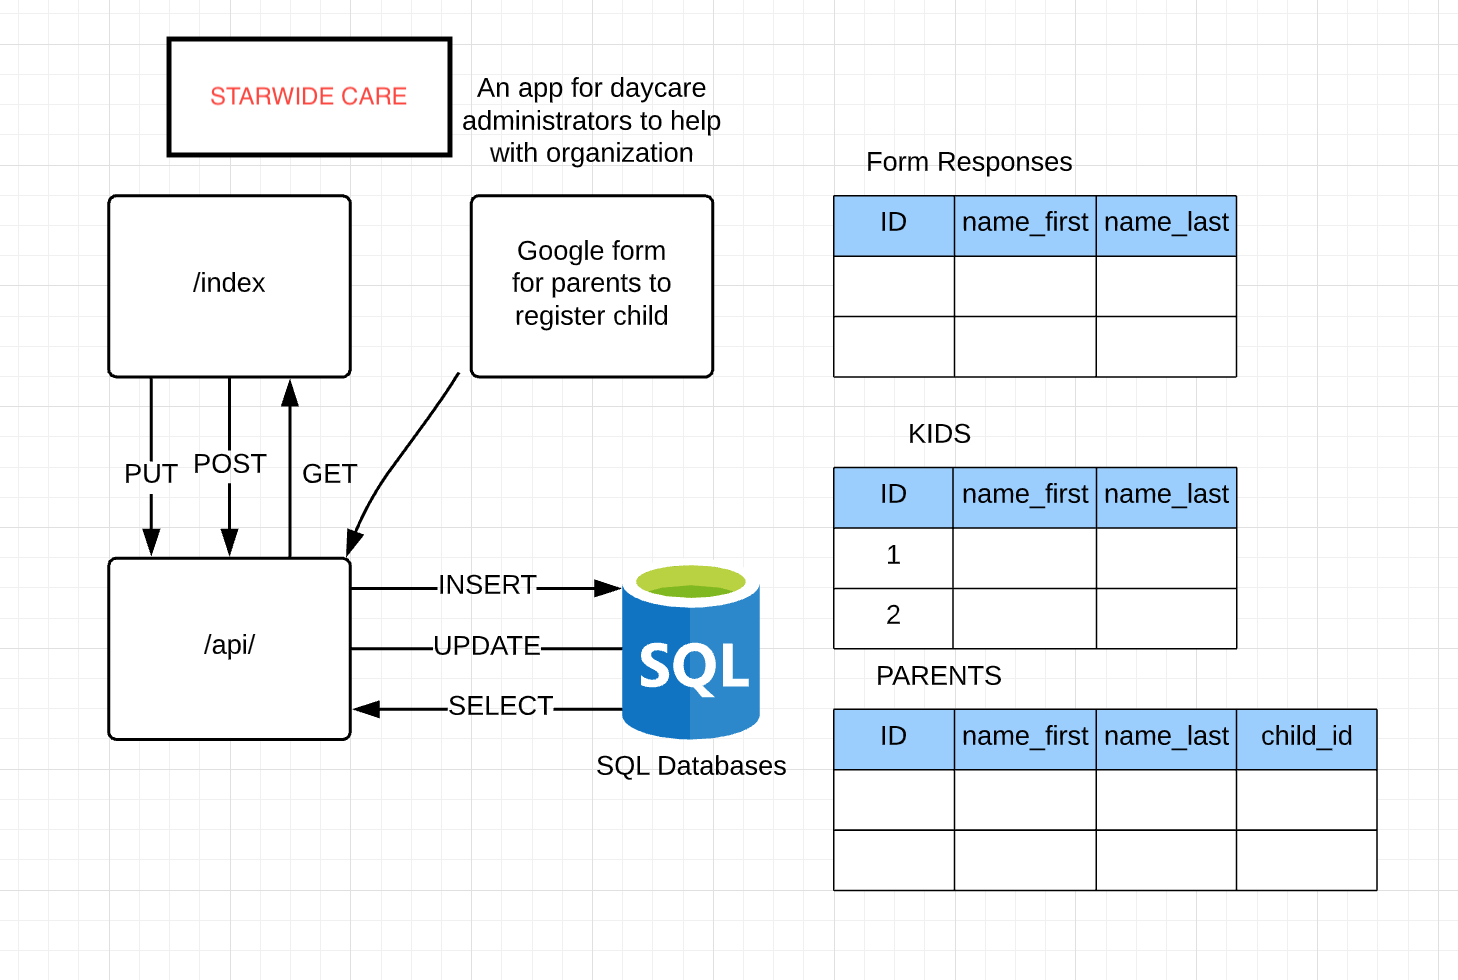 STARWIDE CARE
An app for daycare
administrators to help
with organization
/index
Google form
for parents to
register child
PUT
POST
GET
/api/
INSERT
UPDATE
SELECT
SQL
SQL Databases
Form Responses
ID name_first name_last
KIDS
ID name_first name_last
1
2
PARENTS
ID name_first name_last child_id